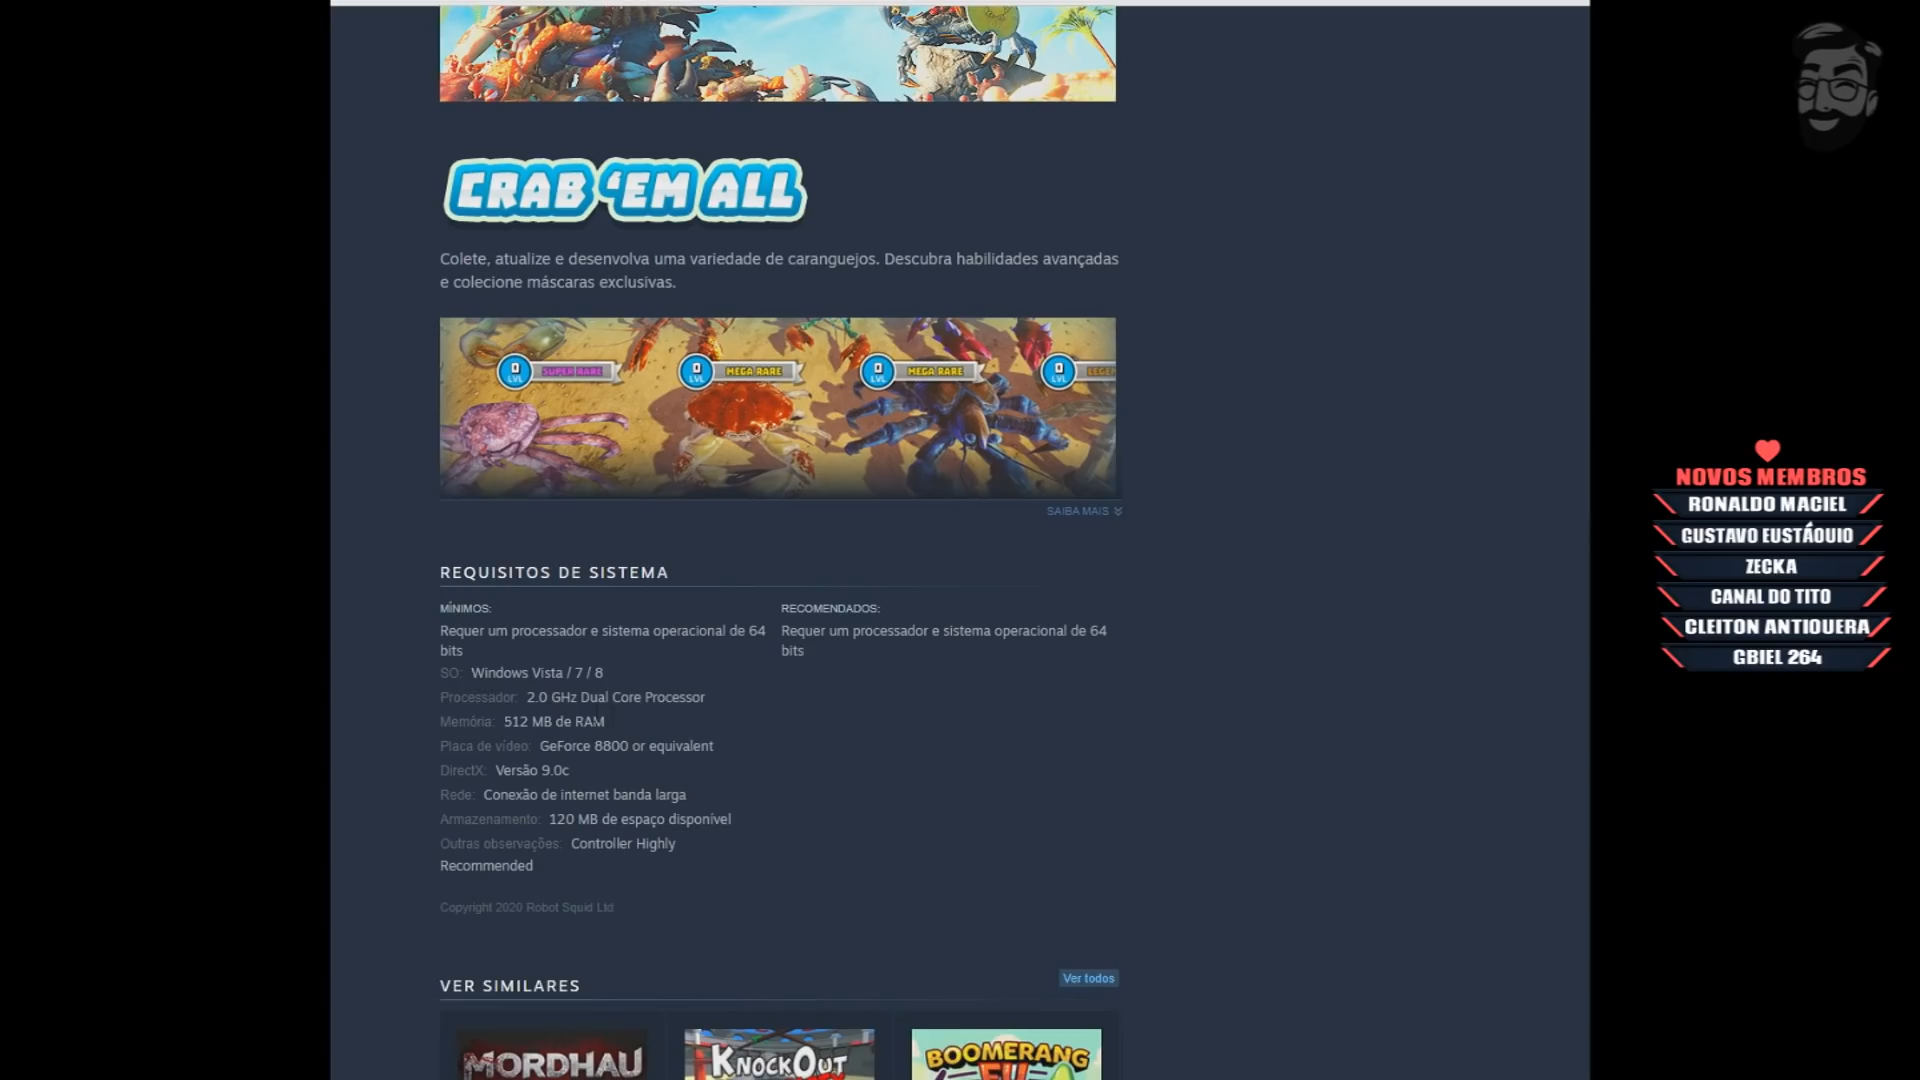 CRAB 'EM ALL
Colete, atualize e desenvolva uma variedade de caranguejos. Descubra habilidades avançadas
e colecione máscaras exclusivas.
0 LVL SUPER RARE
0 LVL MEGA RARE
0 LVL MEGA RARE
0 LVL
SAIBA MAIS
REQUISITOS DE SISTEMA
MÍNIMOS:
Requer um processador e sistema operacional de 64
bits
SO: Windows Vista / 7 / 8
Processador: 2.0 GHz Dual Core Processor
Memória: 512 MB de RAM
Placa de vídeo: GeForce 8800 or equivalent
DirectX: Versão 9.0c
Rede: Conexão de internet banda larga
Armazenamento: 120 MB de espaço disponível
Outras observações: Controller Highly
Recommended
RECOMENDADOS:
Requer um processador e sistema operacional de 64
bits
Copyright 2020 Robot Squid Ltd
VER SIMILARES
Ver todos
MORDHAU
KNOCKOUT
BOOMERANG
FU
NOVOS MEMBROS
RONALDO MACIEL
GUSTAVO EUSTÁQUIO
ZECKA
CANAL DO TITO
CLEITON ANTIQUERA
GBIEL 264